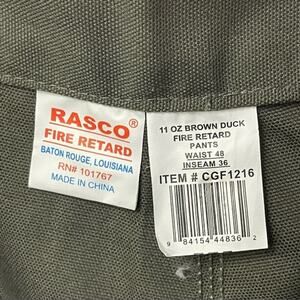 RASCO®
FIRE RETARD
BATON ROUGE, LOUISIANA
RN# 101767
MADE IN CHINA
11 OZ BROWN DUCK
FIRE RETARD
PANTS
WAIST 48
INSEAM 36
ITEM # CGF1216
9 84154 44836 2